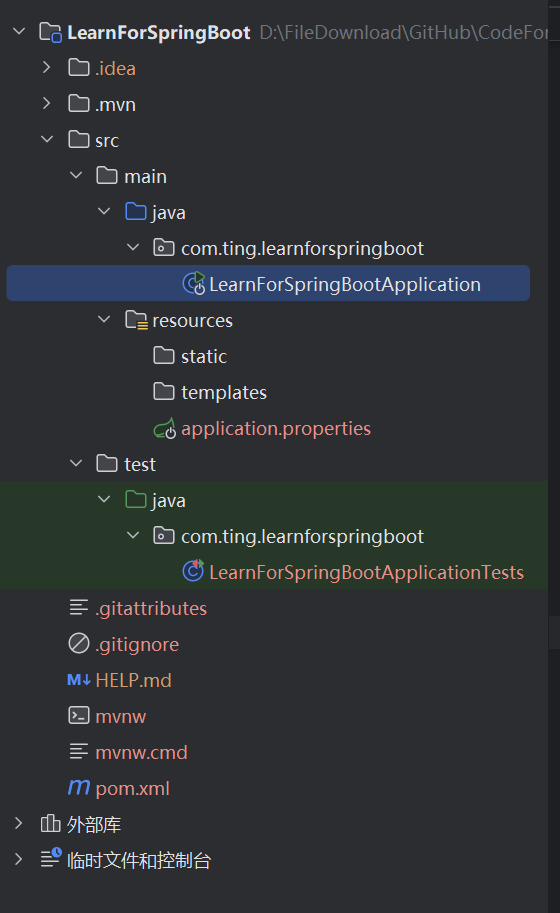 LearnForSpringBoot D:\FileDownload\GitHub\CodeFor
.idea
.mvn
src
main
java
com.ting.learnforspringboot
LearnForSpringBootApplication
resources
static
templates
application.properties
test
java
com.ting.learnforspringboot
LearnForSpringBootApplicationTests
.gitattributes
.gitignore
M↓ HELP.md
mvnw
mvnw.cmd
m pom.xml
外部库
临时文件和控制台